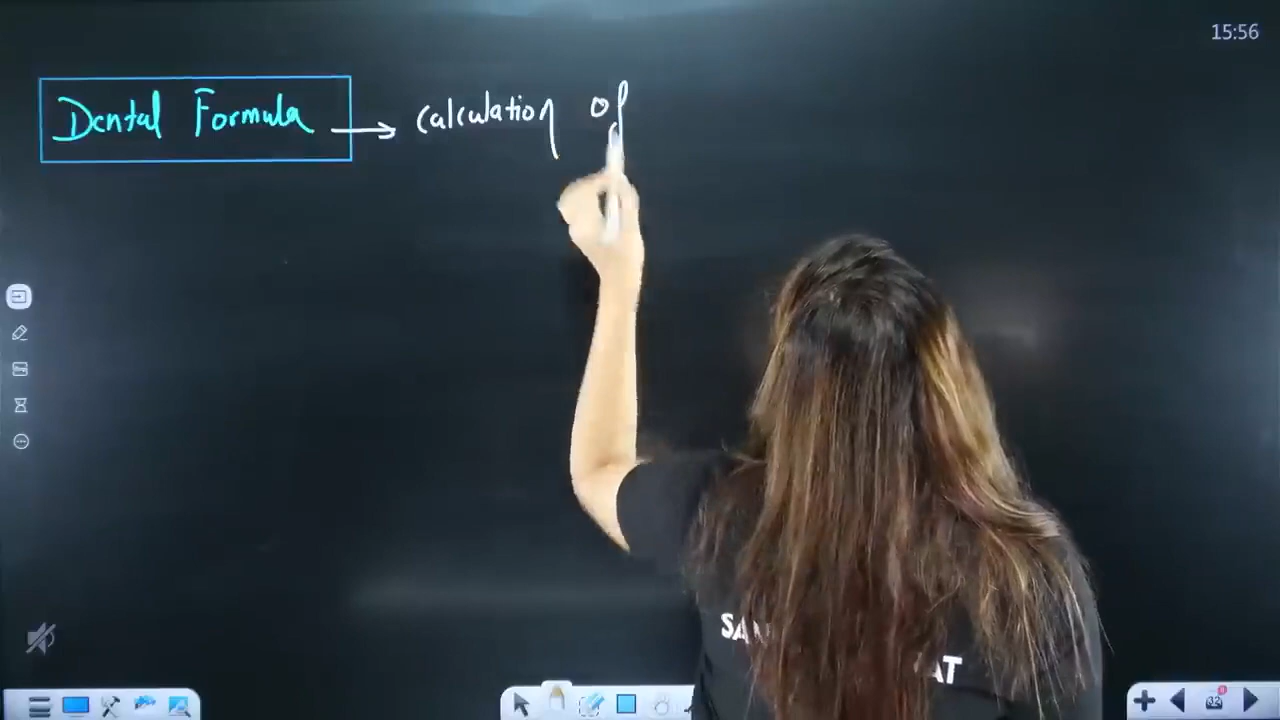 15:56
Dental Formula → calculation of